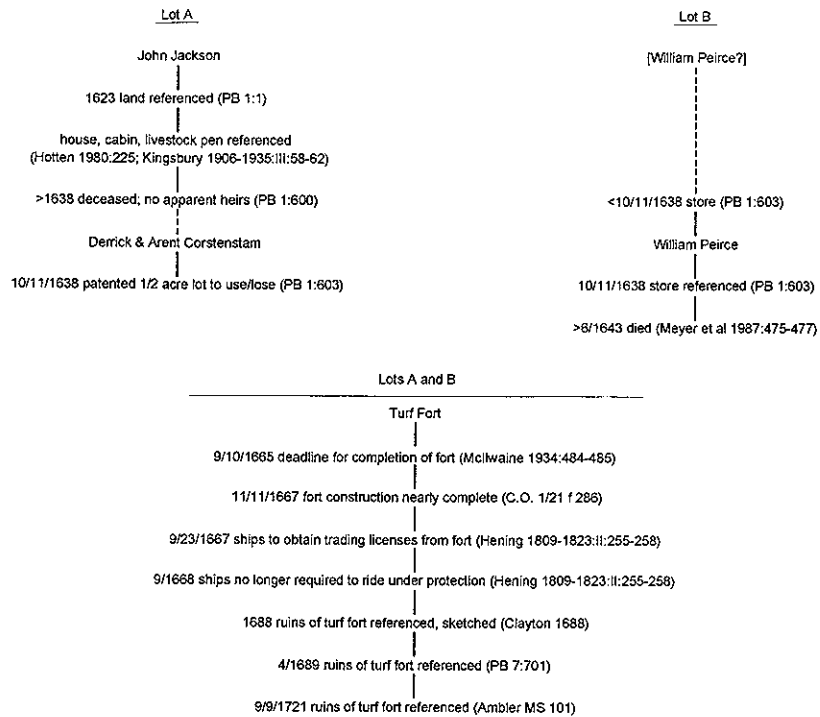 Lot A
John Jackson
1623 land referenced (PB 1:1)
house, cabin, livestock pen referenced
(Hotten 1980:225; Kingsbury 1906-1935:III:58-62)
>1638 deceased; no apparent heirs (PB 1:600)
Derrick & Arent Corstenstam
10/11/1638 patented 1/2 acre lot to use/lose (PB 1:603)
Lot B
[William Peirce?]
<10/11/1638 store (PB 1:603)
William Peirce
10/11/1638 store referenced (PB 1:603)
>6/1643 died (Meyer et al 1987:475-477)
Lots A and B
Turf Fort
9/10/1665 deadline for completion of fort (McIlwaine 1934:484-485)
11/11/1667 fort construction nearly complete (C.O. 1/21 f 286)
9/23/1667 ships to obtain trading licenses from fort (Hening 1809-1823:II:255-258)
9/1668 ships no longer required to ride under protection (Hening 1809-1823:II:255-258)
1688 ruins of turf fort referenced, sketched (Clayton 1688)
4/1689 ruins of turf fort referenced (PB 7:701)
9/9/1721 ruins of turf fort referenced (Ambler MS 101)